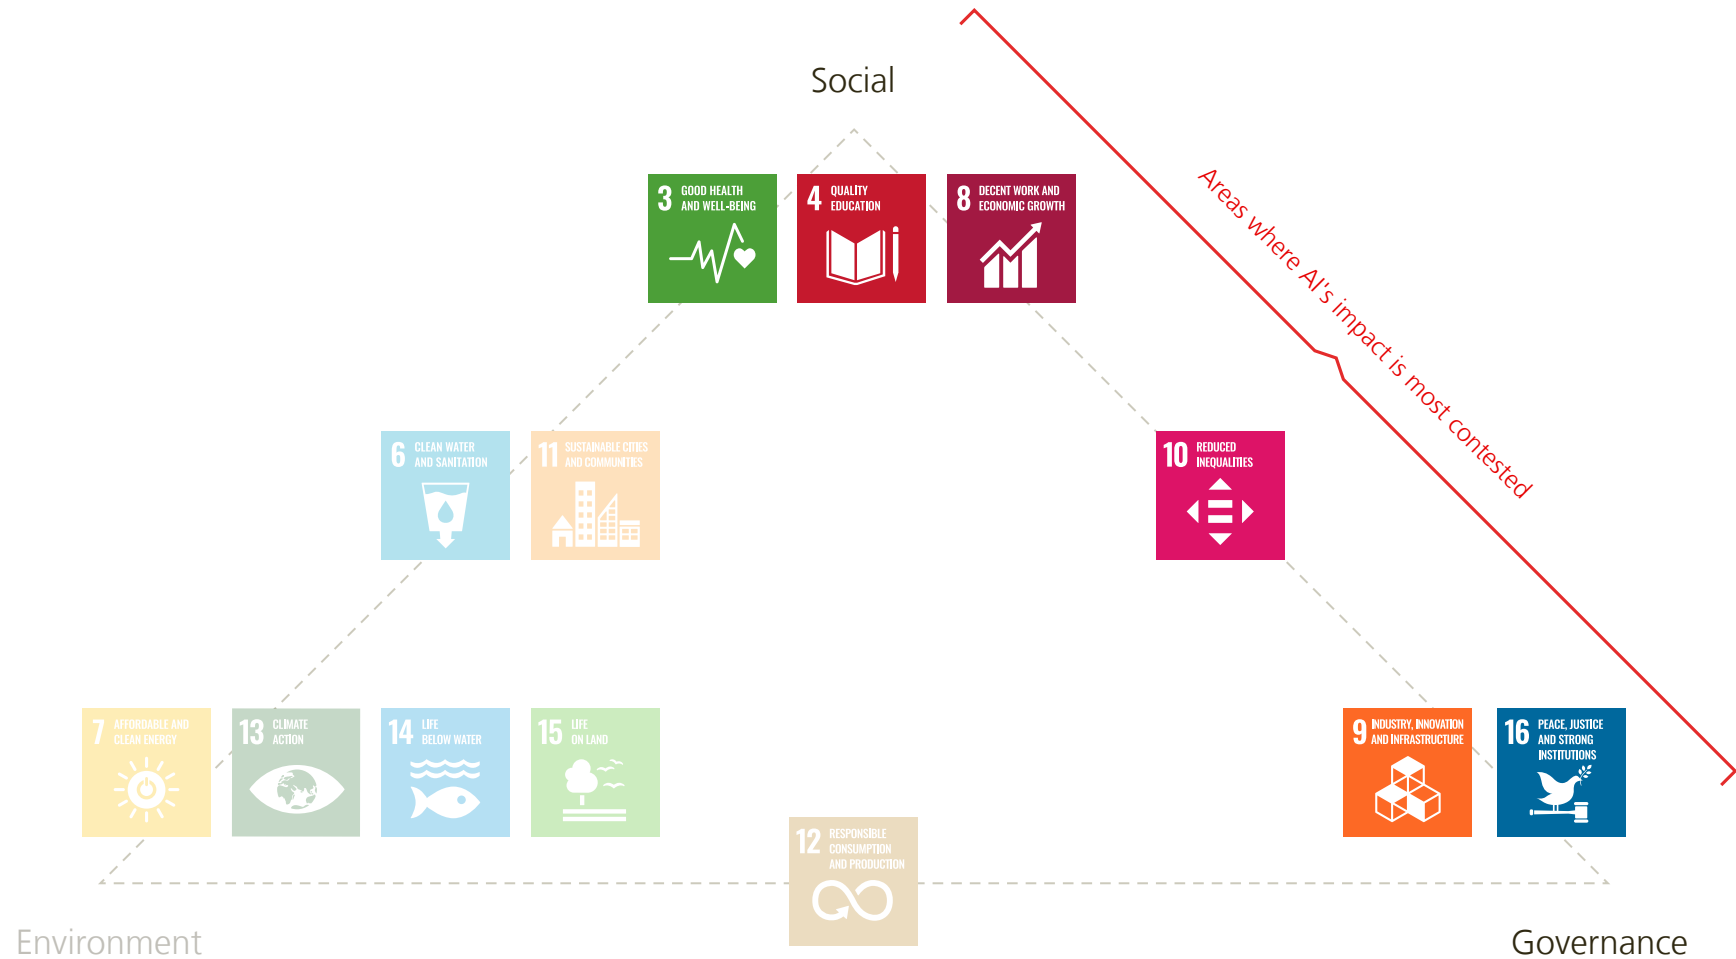 Social
3 GOOD HEALTH
AND WELL-BEING
4 QUALITY
EDUCATION
8 DECENT WORK AND
ECONOMIC GROWTH
Areas where AI's impact is most contested
6 CLEAN WATER
AND SANITATION
11 SUSTAINABLE CITIES
AND COMMUNITIES
10 REDUCED
INEQUALITIES
7 AFFORDABLE AND
CLEAN ENERGY
13 CLIMATE
ACTION
14 LIFE
BELOW WATER
15 LIFE
ON LAND
9 INDUSTRY, INNOVATION
AND INFRASTRUCTURE
16 PEACE, JUSTICE
AND STRONG
INSTITUTIONS
12 RESPONSIBLE
CONSUMPTION
AND PRODUCTION
Environment
Governance